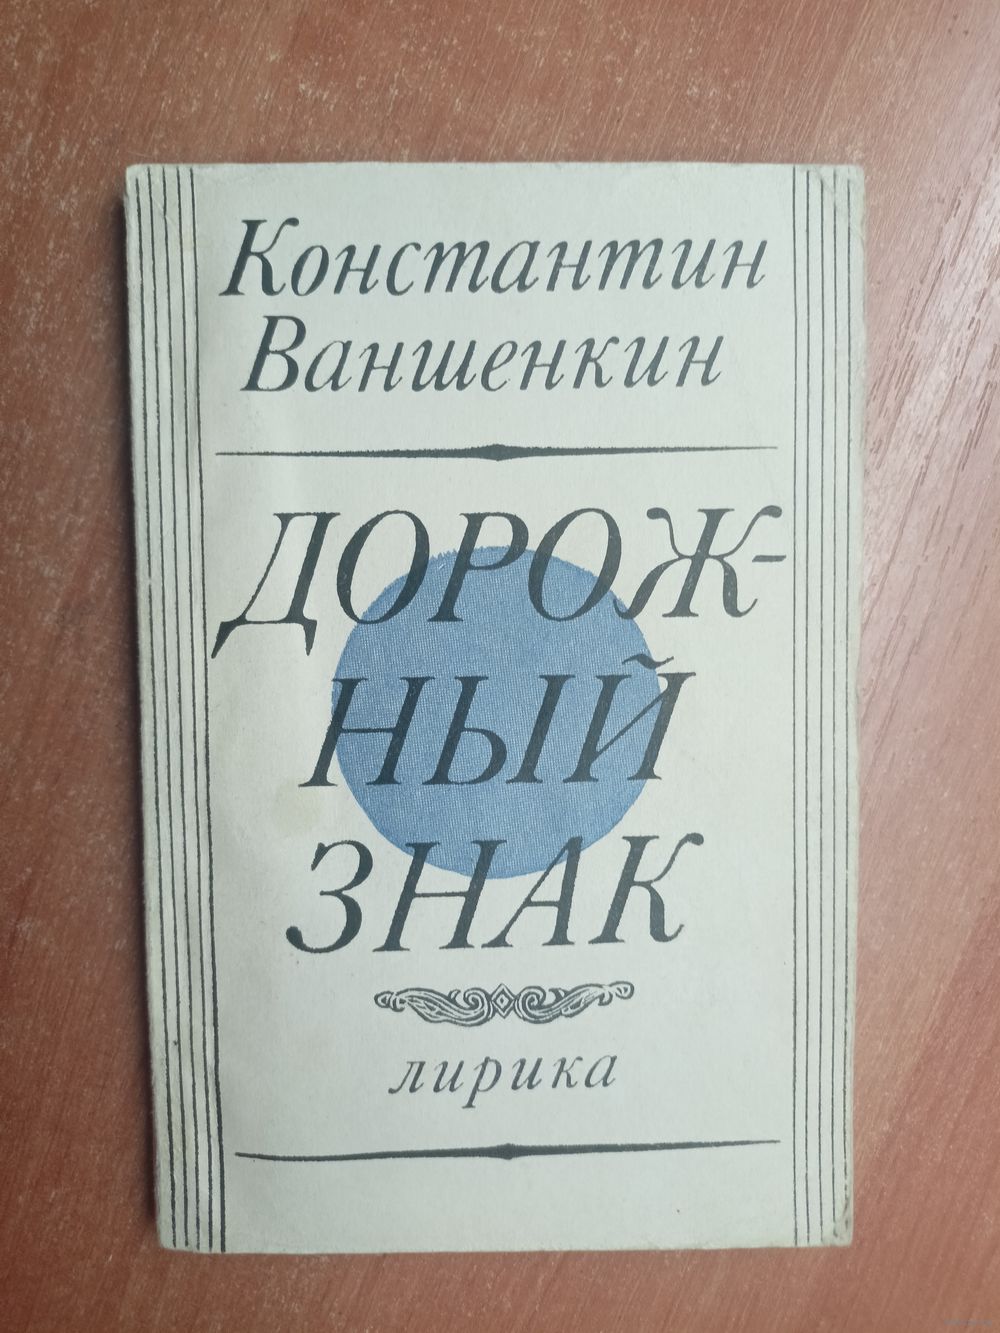 Константин
Ваншенкин
ДОРОЖ-
НЫЙ
ЗНАК
лирика